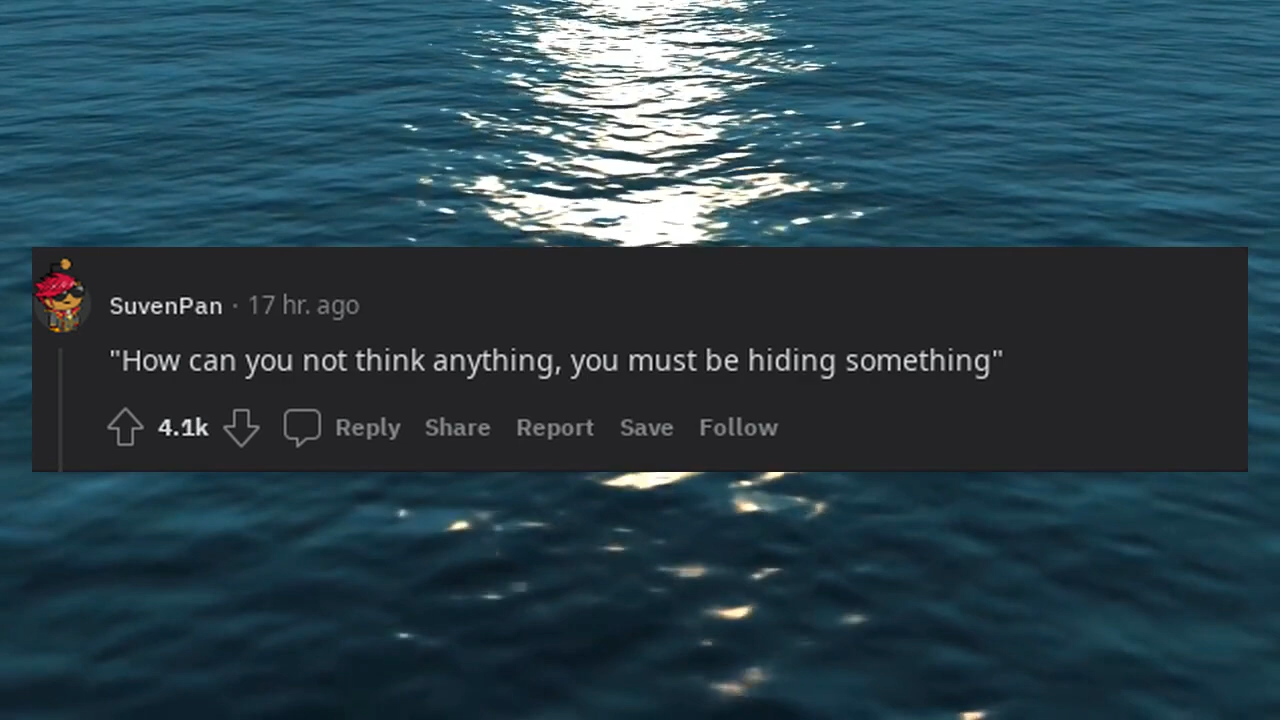 SuvenPan · 17 hr. ago
"How can you not think anything, you must be hiding something"
4.1k Reply Share Report Save Follow